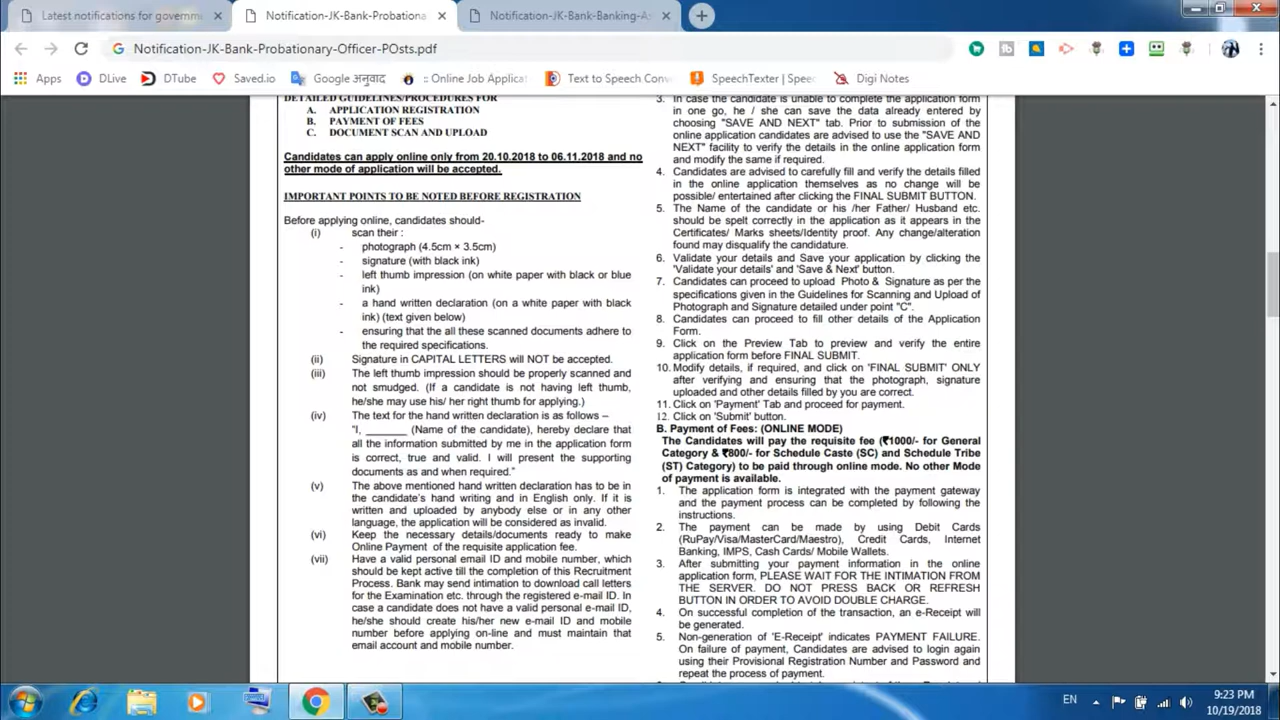 Latest notifications for governm
Notification-JK-Bank-Probationa
Notification-JK-Bank-Banking-As
Notification-JK-Bank-Probationary-Officer-POsts.pdf
Apps
DLive
DTube
Saved.io
Google अनुवाद
:: Online Job Applicat
Text to Speech Conv
SpeechTexter | Spee
Digi Notes
DETAILED GUIDELINES/PROCEDURES FOR
A. APPLICATION REGISTRATION
B. PAYMENT OF FEES
C. DOCUMENT SCAN AND UPLOAD
Candidates can apply online only from 20.10.2018 to 06.11.2018 and no
other mode of application will be accepted.
IMPORTANT POINTS TO BE NOTED BEFORE REGISTRATION
Before applying online, candidates should-
(i) scan their :
- photograph (4.5cm × 3.5cm)
- signature (with black ink)
- left thumb impression (on white paper with black or blue
ink)
- a hand written declaration (on a white paper with black
ink) (text given below)
- ensuring that the all these scanned documents adhere to
the required specifications.
(ii) Signature in CAPITAL LETTERS will NOT be accepted.
(iii) The left thumb impression should be properly scanned and
not smudged. (If a candidate is not having left thumb,
he/she may use his/ her right thumb for applying.)
(iv) The text for the hand written declaration is as follows –
"I, _______ (Name of the candidate), hereby declare that
all the information submitted by me in the application form
is correct, true and valid. I will present the supporting
documents as and when required."
(v) The above mentioned hand written declaration has to be in
the candidate's hand writing and in English only. If it is
written and uploaded by anybody else or in any other
language, the application will be considered as invalid.
(vi) Keep the necessary details/documents ready to make
Online Payment of the requisite application fee.
(vii) Have a valid personal email ID and mobile number, which
should be kept active till the completion of this Recruitment
Process. Bank may send intimation to download call letters
for the Examination etc. through the registered e-mail ID. In
case a candidate does not have a valid personal e-mail ID,
he/she should create his/her new e-mail ID and mobile
number before applying on-line and must maintain that
email account and mobile number.
3. In case the candidate is unable to complete the application form
in one go, he / she can save the data already entered by
choosing "SAVE AND NEXT" tab. Prior to submission of the
online application candidates are advised to use the "SAVE AND
NEXT" facility to verify the details in the online application form
and modify the same if required.
4. Candidates are advised to carefully fill and verify the details filled
in the online application themselves as no change will be
possible/ entertained after clicking the FINAL SUBMIT BUTTON.
5. The Name of the candidate or his /her Father/ Husband etc.
should be spelt correctly in the application as it appears in the
Certificates/ Marks sheets/Identity proof. Any change/alteration
found may disqualify the candidature.
6. Validate your details and Save your application by clicking the
'Validate your details' and 'Save & Next' button.
7. Candidates can proceed to upload Photo & Signature as per the
specifications given in the Guidelines for Scanning and Upload of
Photograph and Signature detailed under point "C".
8. Candidates can proceed to fill other details of the Application
Form.
9. Click on the Preview Tab to preview and verify the entire
application form before FINAL SUBMIT.
10. Modify details, if required, and click on 'FINAL SUBMIT' ONLY
after verifying and ensuring that the photograph, signature
uploaded and other details filled by you are correct.
11. Click on 'Payment' Tab and proceed for payment.
12. Click on 'Submit' button.
B. Payment of Fees: (ONLINE MODE)
The Candidates will pay the requisite fee (₹1000/- for General
Category & ₹800/- for Schedule Caste (SC) and Schedule Tribe
(ST) Category) to be paid through online mode. No other Mode
of payment is available.
1. The application form is integrated with the payment gateway
and the payment process can be completed by following the
instructions.
2. The payment can be made by using Debit Cards
(RuPay/Visa/MasterCard/Maestro), Credit Cards, Internet
Banking, IMPS, Cash Cards/ Mobile Wallets.
3. After submitting your payment information in the online
application form, PLEASE WAIT FOR THE INTIMATION FROM
THE SERVER. DO NOT PRESS BACK OR REFRESH
BUTTON IN ORDER TO AVOID DOUBLE CHARGE.
4. On successful completion of the transaction, an e-Receipt will
be generated.
5. Non-generation of 'E-Receipt' indicates PAYMENT FAILURE.
On failure of payment, Candidates are advised to login again
using their Provisional Registration Number and Password and
repeat the process of payment.
EN
9:23 PM
10/19/2018